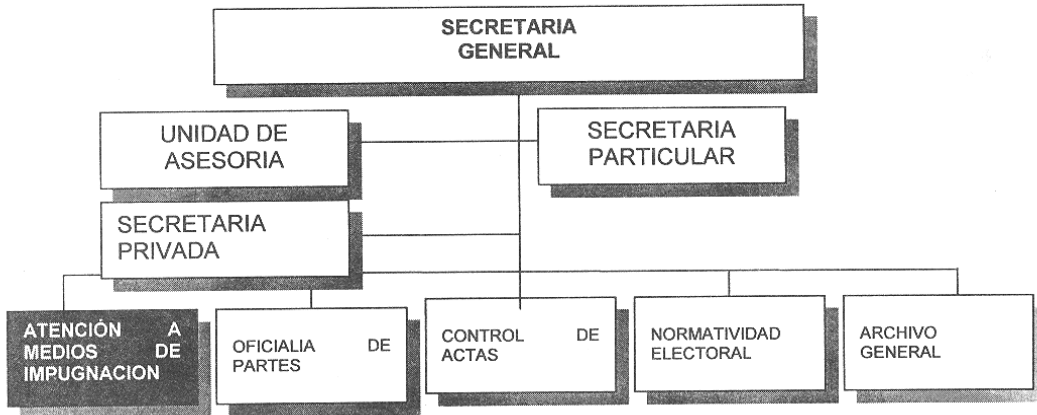 SECRETARIA
GENERAL
UNIDAD DE
ASESORIA
SECRETARIA
PARTICULAR
SECRETARIA
PRIVADA
ATENCIÓN A
MEDIOS DE
IMPUGNACION
OFICIALIA DE
PARTES
CONTROL DE
ACTAS
NORMATIVIDAD
ELECTORAL
ARCHIVO
GENERAL